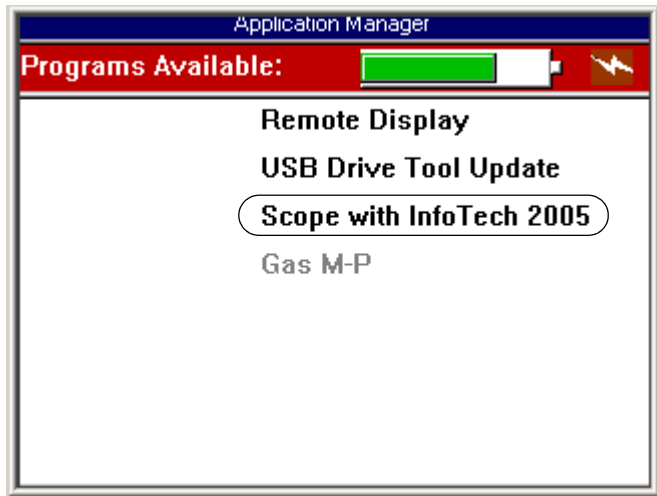 Application Manager
Programs Available:
Remote Display
USB Drive Tool Update
Scope with InfoTech 2005
Gas M-P